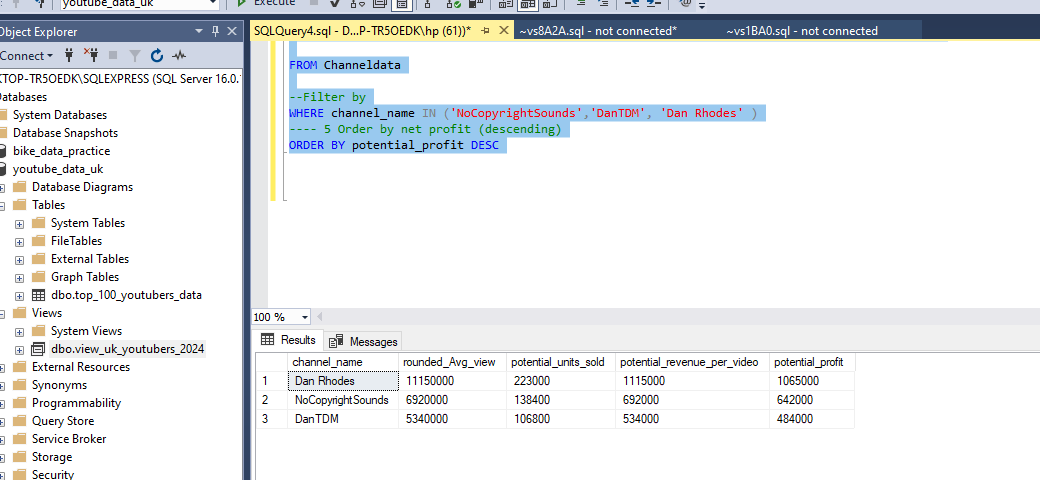 youtube_data_uk
Execute
Object Explorer
SQLQuery4.sql - D...P-TR5OEDK\hp (61))*
~vs8A2A.sql - not connected*
~vs1BA0.sql - not connected
Connect
KTOP-TR5OEDK\SQLEXPRESS (SQL Server 16.0.
Databases
System Databases
Database Snapshots
bike_data_practice
youtube_data_uk
Database Diagrams
Tables
System Tables
FileTables
External Tables
Graph Tables
dbo.top_100_youtubers_data
Views
System Views
dbo.view_uk_youtubers_2024
External Resources
Synonyms
Programmability
Query Store
Service Broker
Storage
Security
FROM Channeldata
--Filter by
WHERE channel_name IN ('NoCopyrightSounds','DanTDM', 'Dan Rhodes' )
---- 5 Order by net profit (descending)
ORDER BY potential_profit DESC
100 %
Results
Messages
channel_name rounded_Avg_view potential_units_sold potential_revenue_per_video potential_profit
1 Dan Rhodes 11150000 223000 1115000 1065000
2 NoCopyrightSounds 6920000 138400 692000 642000
3 DanTDM 5340000 106800 534000 484000